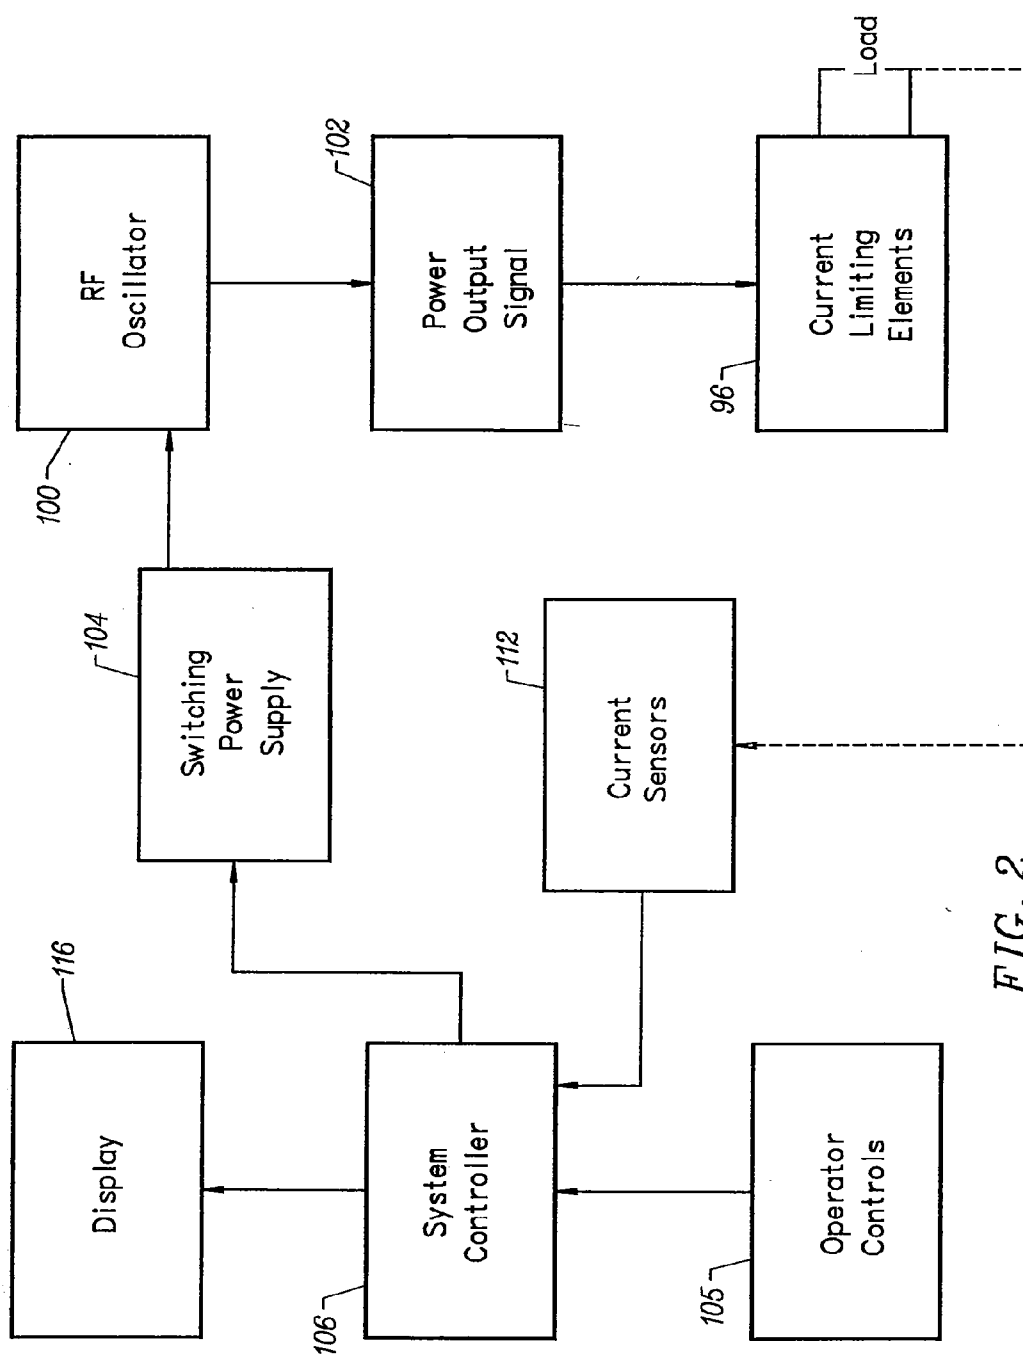 116
Display
106
System
Controller
105
Operator
Controls
104
Switching
Power
Supply
112
Current
Sensors
100
RF
Oscillator
102
Power
Output
Signal
96
Current
Limiting
Elements
Load
FIG. 2